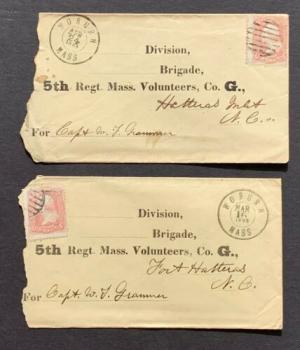 WOBURN
MASS
Division,
Brigade,
5th Regt. Mass. Volunteers, Co. G.,
Hatteras Inlet
N.C.
For Capt. W. T. Grammer
WOBURN
MAR
MASS
Division,
Brigade,
5th Regt. Mass. Volunteers, Co. G.,
Fort Hatteras
N.C.
For Capt. W. T. Grammer